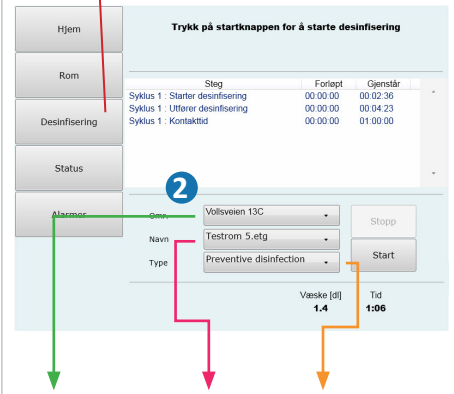 Hjem
Trykk på startknappen for å starte desinfisering
Rom
Steg Forløpt Gjenstår
Syklus 1 : Starter desinfisering 00:00:00 00:02:36
Syklus 1 : Utfører desinfisering 00:00:00 00:04:23
Syklus 1 : Kontakttid 00:00:00 01:00:00
Desinfisering
Status
2
Alarmer
Omr. Vollsveien 13C
Stopp
Navn Testrom 5.etg
Type Preventive disinfection
Start
Væske [dl] Tid
1.4 1:06